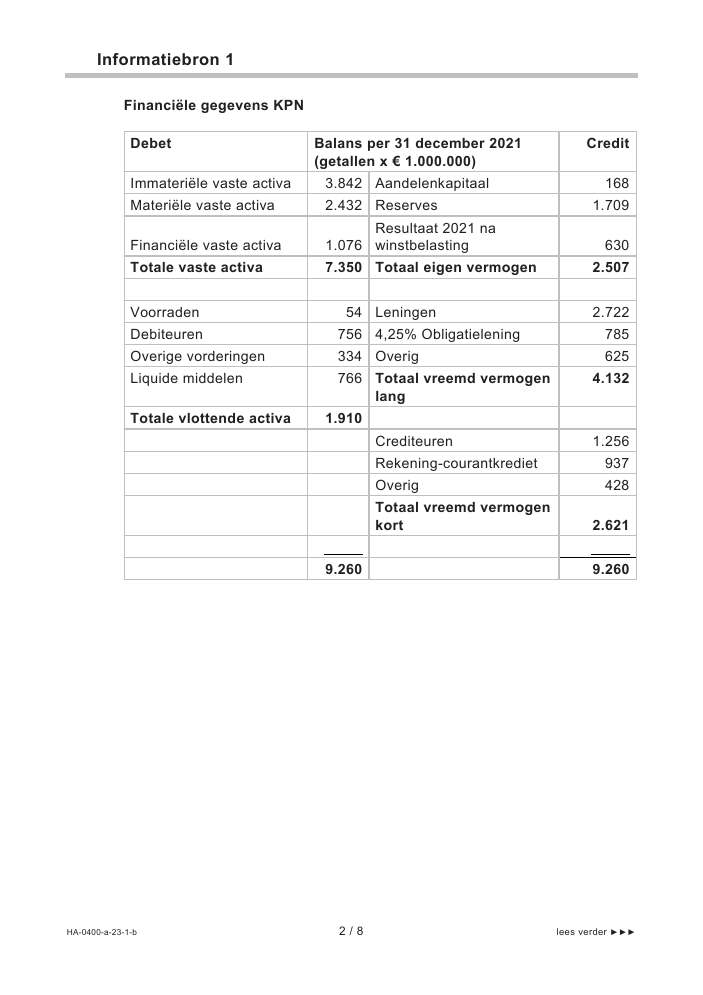 Informatiebron 1
Financiële gegevens KPN
Debet Balans per 31 december 2021 Credit
(getallen x € 1.000.000)
Immateriële vaste activa 3.842 Aandelenkapitaal 168
Materiële vaste activa 2.432 Reserves 1.709
Resultaat 2021 na
Financiële vaste activa 1.076 winstbelasting 630
Totale vaste activa 7.350 Totaal eigen vermogen 2.507
Voorraden 54 Leningen 2.722
Debiteuren 756 4,25% Obligatielening 785
Overige vorderingen 334 Overig 625
Liquide middelen 766 Totaal vreemd vermogen 4.132
lang
Totale vlottende activa 1.910
Crediteuren 1.256
Rekening-courantkrediet 937
Overig 428
Totaal vreemd vermogen
kort 2.621
9.260 9.260
HA-0400-a-23-1-b 2 / 8 lees verder ►►►